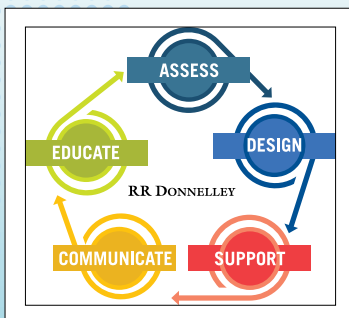 ASSESS
DESIGN
EDUCATE
RR DONNELLEY
COMMUNICATE
SUPPORT